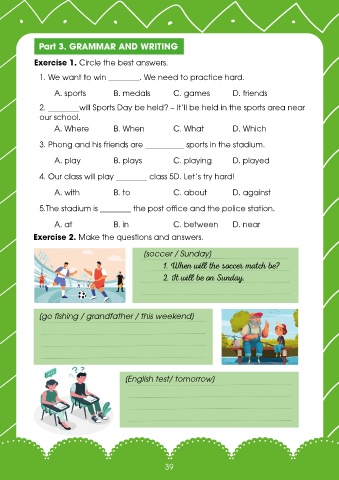 Part 3. GRAMMAR AND WRITING
Exercise 1. Circle the best answers.
1. We want to win ________. We need to practice hard.
A. sports B. medals C. games D. friends
2. ________will Sports Day be held? – It'll be held in the sports area near
our school.
A. Where B. When C. What D. Which
3. Phong and his friends are __________ sports in the stadium.
A. play B. plays C. playing D. played
4. Our class will play ________ class 5D. Let's try hard!
A. with B. to C. about D. against
5.The stadium is ________ the post office and the police station.
A. at B. in C. between D. near
Exercise 2. Make the questions and answers.
(soccer / Sunday)
1. When will the soccer match be?
2. It will be on Sunday.
(go fishing / grandfather / this weekend)
(English test/ tomorrow)
39